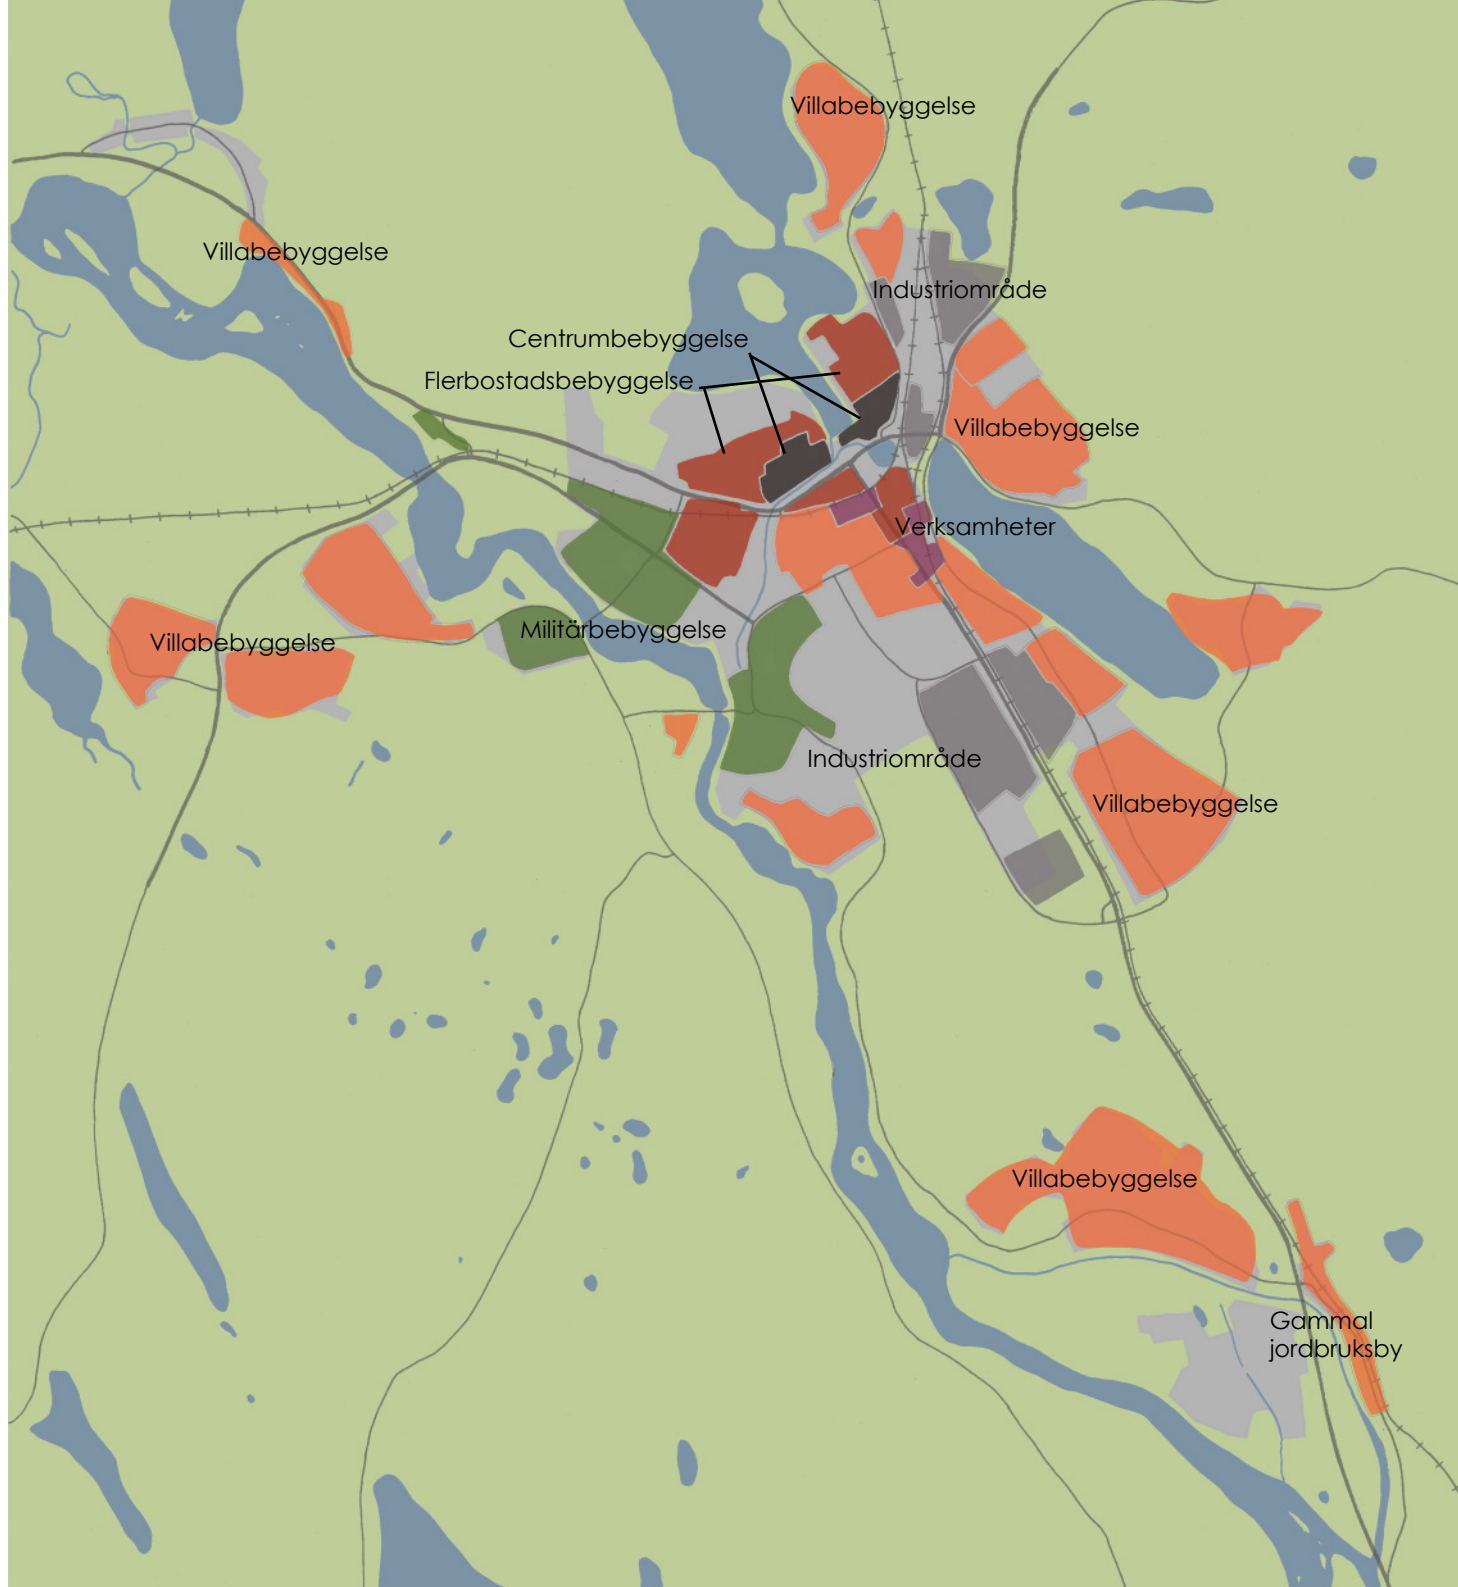 Villabebyggelse
Villabebyggelse
Industriområde
Centrumbebyggelse
Flerbostadsbebyggelse
Villabebyggelse
Verksamheter
Militärbebyggelse
Villabebyggelse
Industriområde
Villabebyggelse
Villabebyggelse
Gammal
jordbruksby